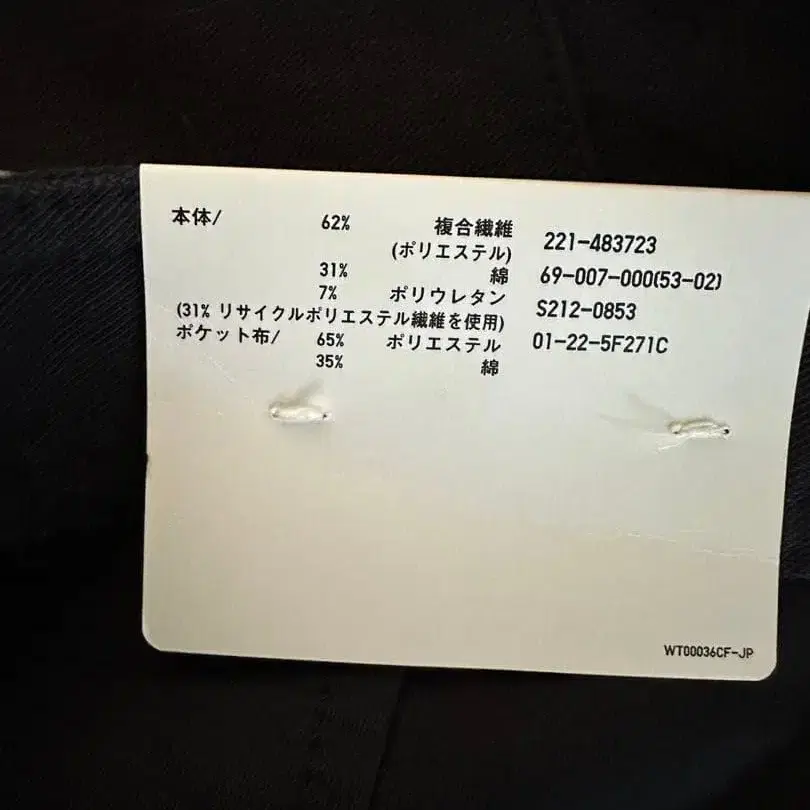 本体/ 62% 複合繊維
(ポリエステル)
31% 綿
7% ポリウレタン
(31% リサイクルポリエステル繊維を使用)
ポケット布/ 65% ポリエステル
35% 綿
221-483723
69-007-000(53-02)
S212-0853
01-22-5F271C
WT00036CF-JP